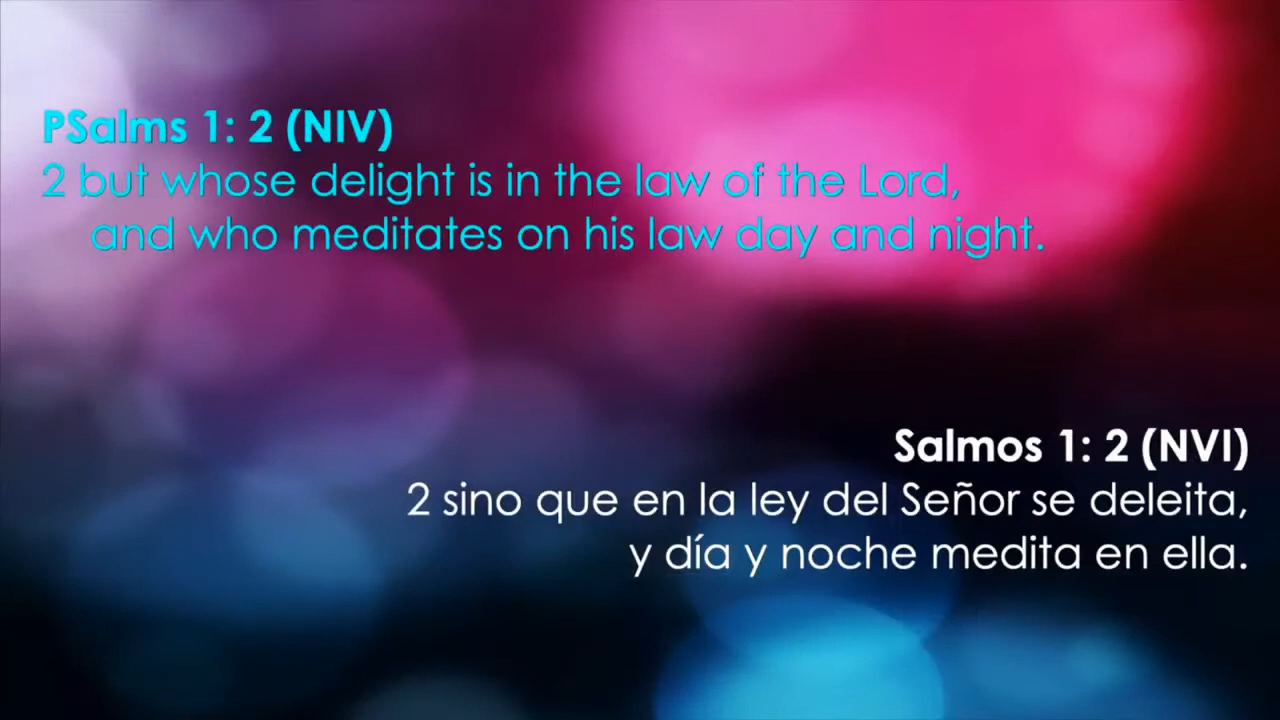 PSalms 1: 2 (NIV)
2 but whose delight is in the law of the Lord,
and who meditates on his law day and night.
Salmos 1: 2 (NVI)
2 sino que en la ley del Señor se deleita,
y día y noche medita en ella.